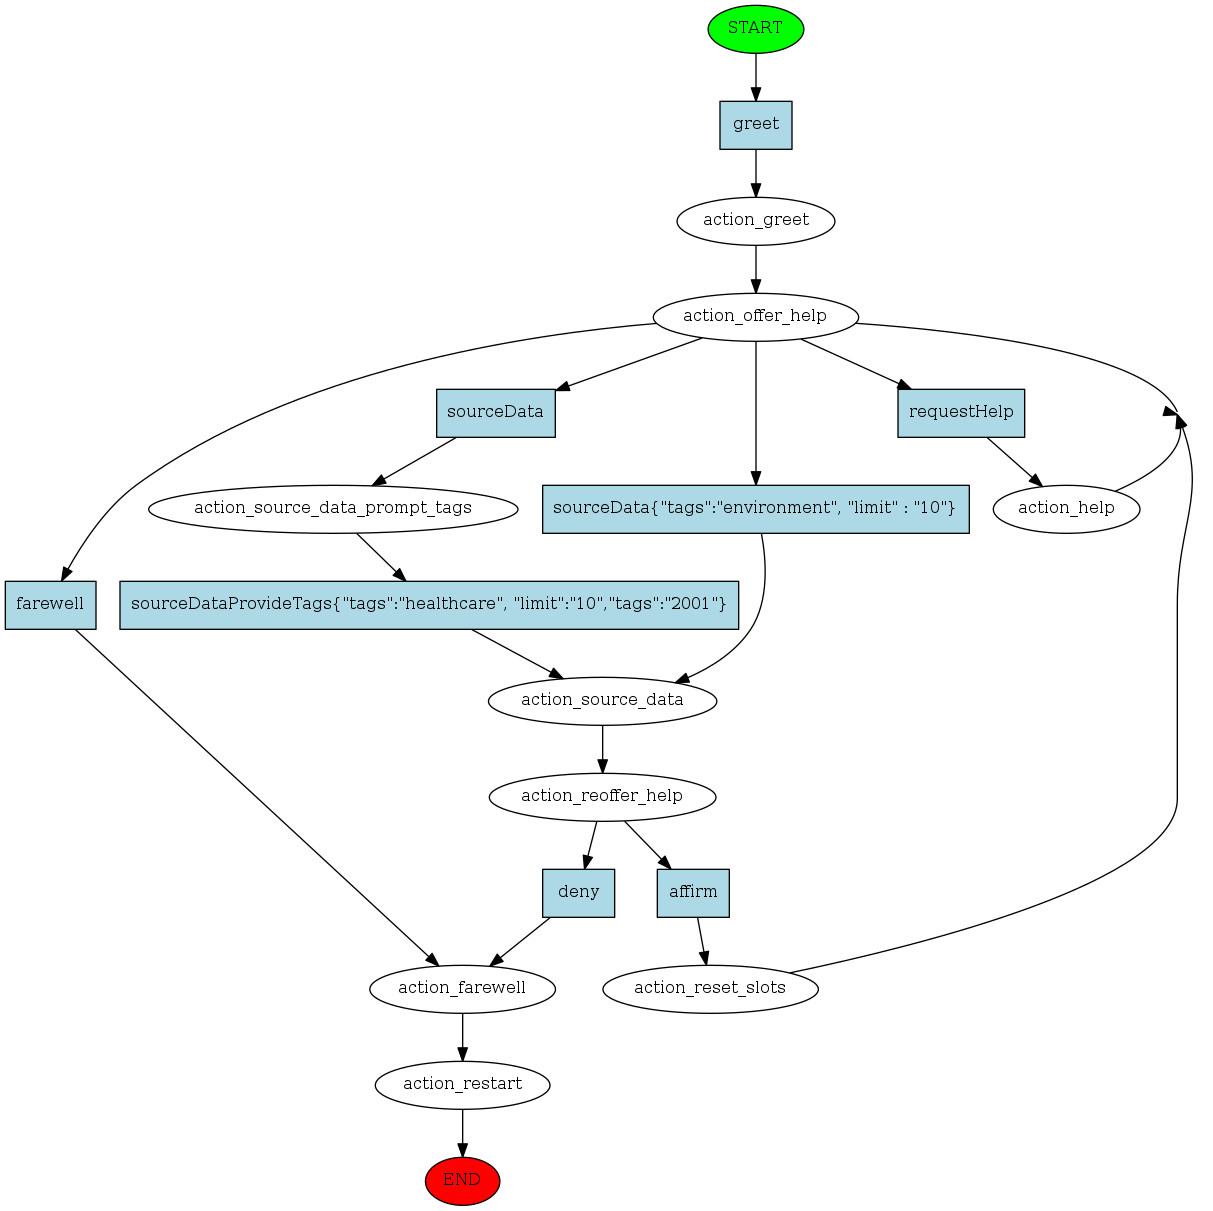 START
greet
action_greet
action_offer_help
sourceData
requestHelp
action_source_data_prompt_tags
sourceData{"tags":"environment", "limit" : "10"}
action_help
farewell
sourceDataProvideTags{"tags":"healthcare", "limit":"10","tags":"2001"}
action_source_data
action_reoffer_help
deny
affirm
action_farewell
action_reset_slots
action_restart
END